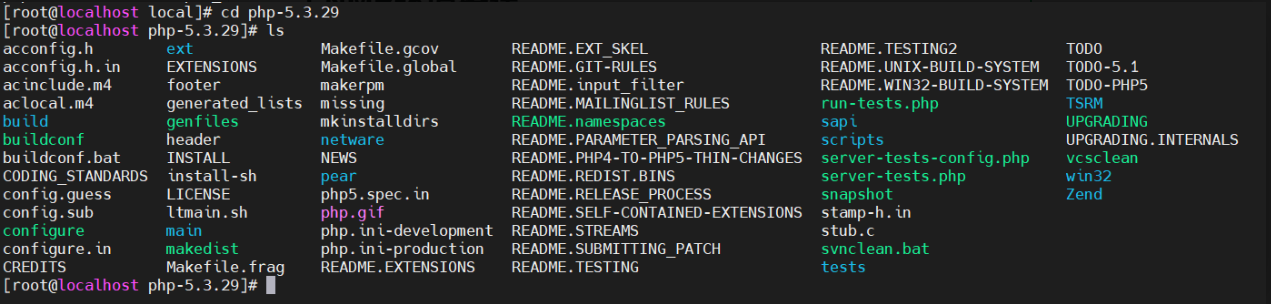 [root@localhost local]# cd php-5.3.29
[root@localhost php-5.3.29]# ls
acconfig.h ext Makefile.gcov README.EXT_SKEL README.TESTING2 TODO
acconfig.h.in EXTENSIONS Makefile.global README.GIT-RULES README.UNIX-BUILD-SYSTEM TODO-5.1
acinclude.m4 footer makerpm README.input_filter README.WIN32-BUILD-SYSTEM TODO-PHP5
aclocal.m4 generated_lists missing README.MAILINGLIST_RULES run-tests.php TSRM
build genfiles mkinstalldirs README.namespaces sapi UPGRADING
buildconf header netware README.PARAMETER_PARSING_API scripts UPGRADING.INTERNALS
buildconf.bat INSTALL NEWS README.PHP4-TO-PHP5-THIN-CHANGES server-tests-config.php vcsclean
CODING_STANDARDS install-sh pear README.REDIST.BINS server-tests.php win32
config.guess LICENSE php5.spec.in README.RELEASE_PROCESS snapshot Zend
config.sub ltmain.sh php.gif README.SELF-CONTAINED-EXTENSIONS stamp-h.in
configure main php.ini-development README.STREAMS stub.c
configure.in makedist php.ini-production README.SUBMITTING_PATCH svnclean.bat
CREDITS Makefile.frag README.EXTENSIONS README.TESTING tests
[root@localhost php-5.3.29]#